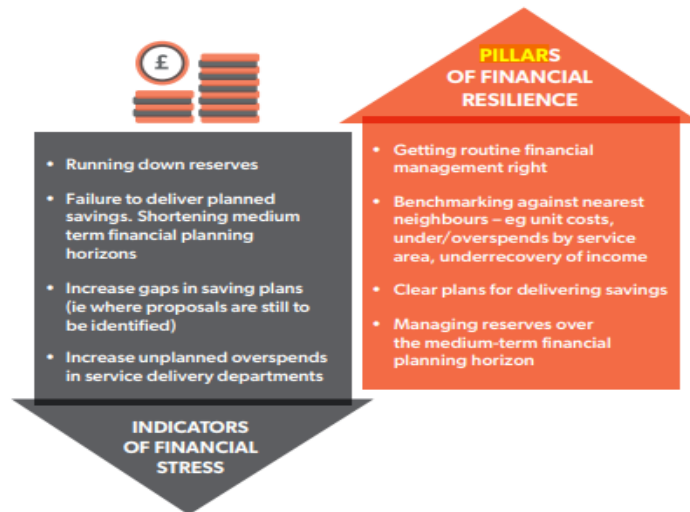 £
• Running down reserves
• Failure to deliver planned
savings. Shortening medium
term financial planning
horizons
• Increase gaps in saving plans
(ie where proposals are still to
be identified)
• Increase unplanned overspends
in service delivery departments
INDICATORS
OF FINANCIAL
STRESS
PILLARS
OF FINANCIAL
RESILIENCE
• Getting routine financial
management right
• Benchmarking against nearest
neighbours – eg unit costs,
under/overspends by service
area, underrecovery of income
• Clear plans for delivering savings
• Managing reserves over
the medium-term financial
planning horizon